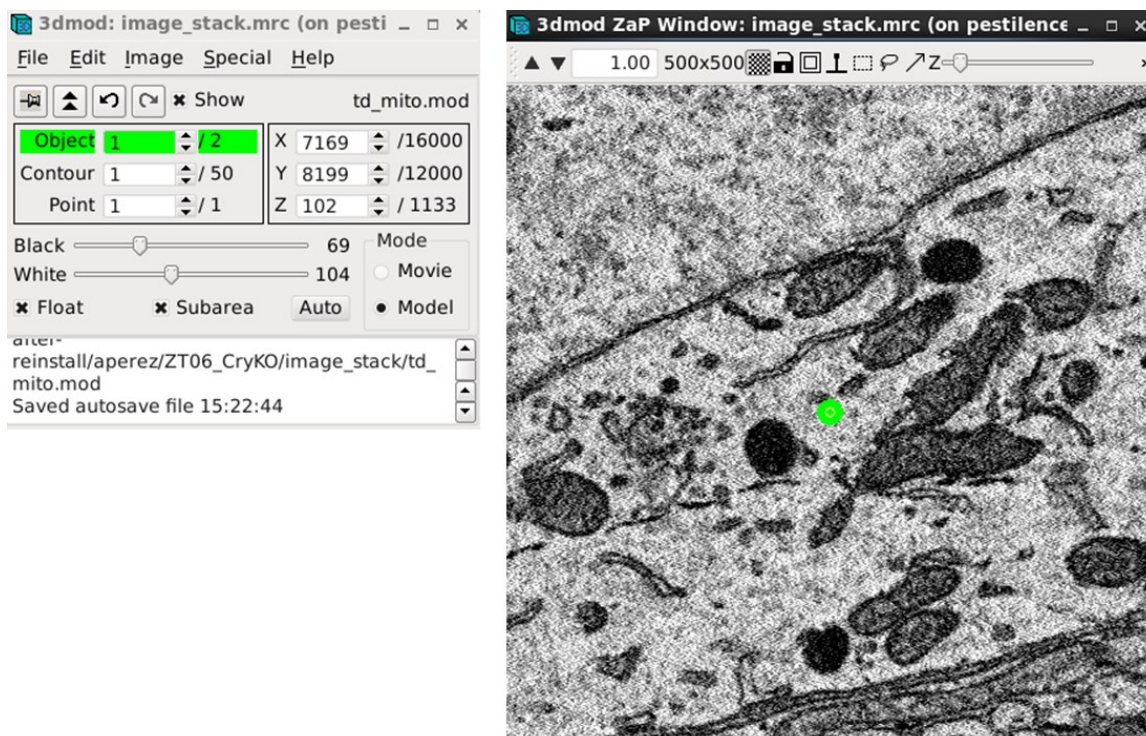 3dmod: image_stack.mrc (on pesti
File Edit Image Special Help
Show td_mito.mod
Object 1 / 2
Contour 1 / 50
Point 1 / 1
X 7169 /16000
Y 8199 /12000
Z 102 / 1133
Black 69
White 104
Float Subarea Auto
Mode
Movie
Model
after-
reinstall/aperez/ZT06_CryKO/image_stack/td_
mito.mod
Saved autosave file 15:22:44
3dmod ZaP Window: image_stack.mrc (on pestilence
1.00 500x500 Z